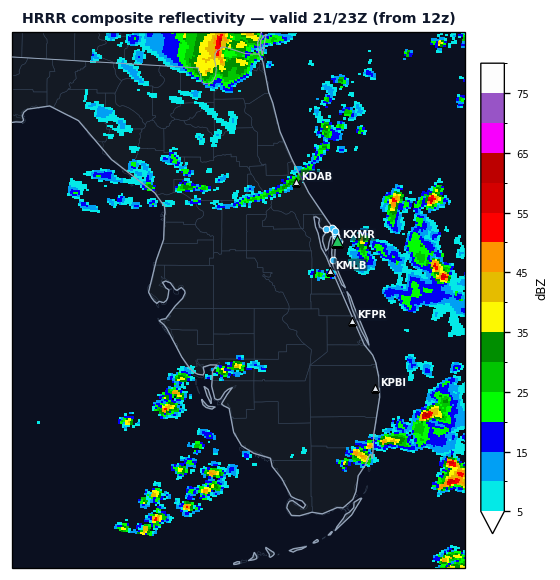 HRRR composite reflectivity — valid 21/23Z (from 12z)
KDAB
KXMR
KMLB
KFPR
KPBI
75
65
55
45
35
25
15
5
dBZ